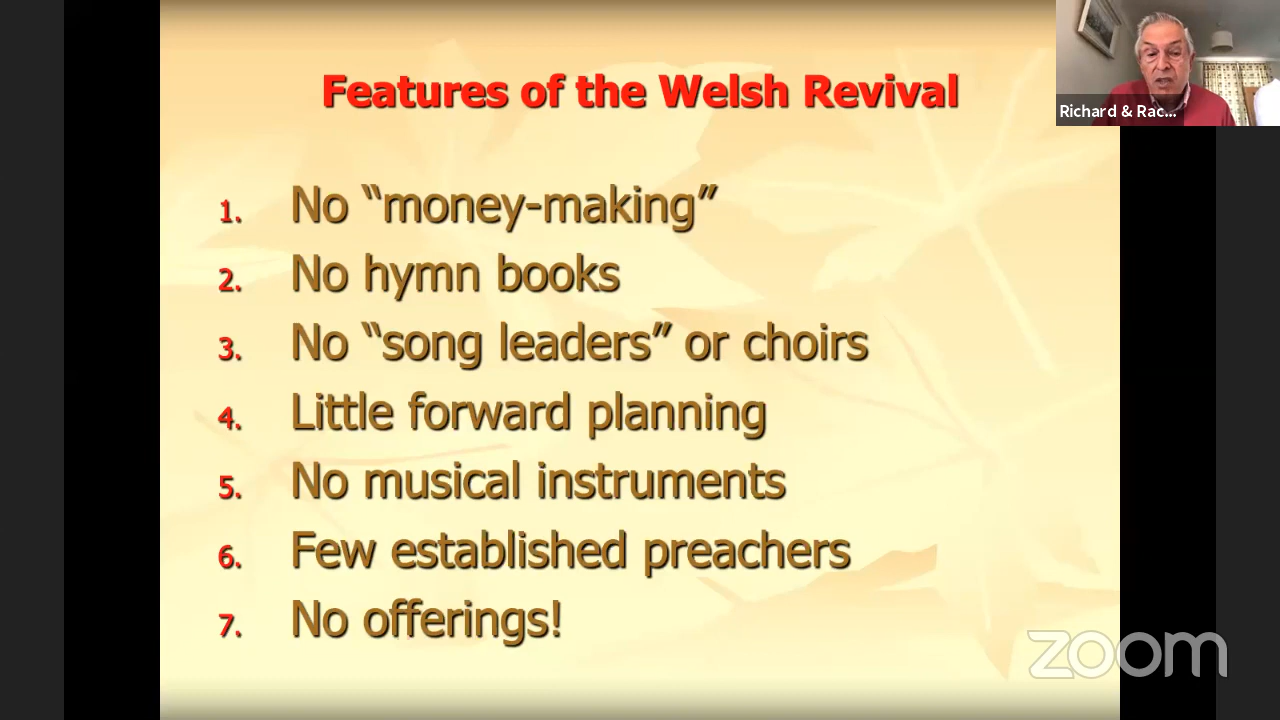 Features of the Welsh Revival
Richard & Rac...
1. No “money-making”
2. No hymn books
3. No “song leaders” or choirs
4. Little forward planning
5. No musical instruments
6. Few established preachers
7. No offerings!
zoom